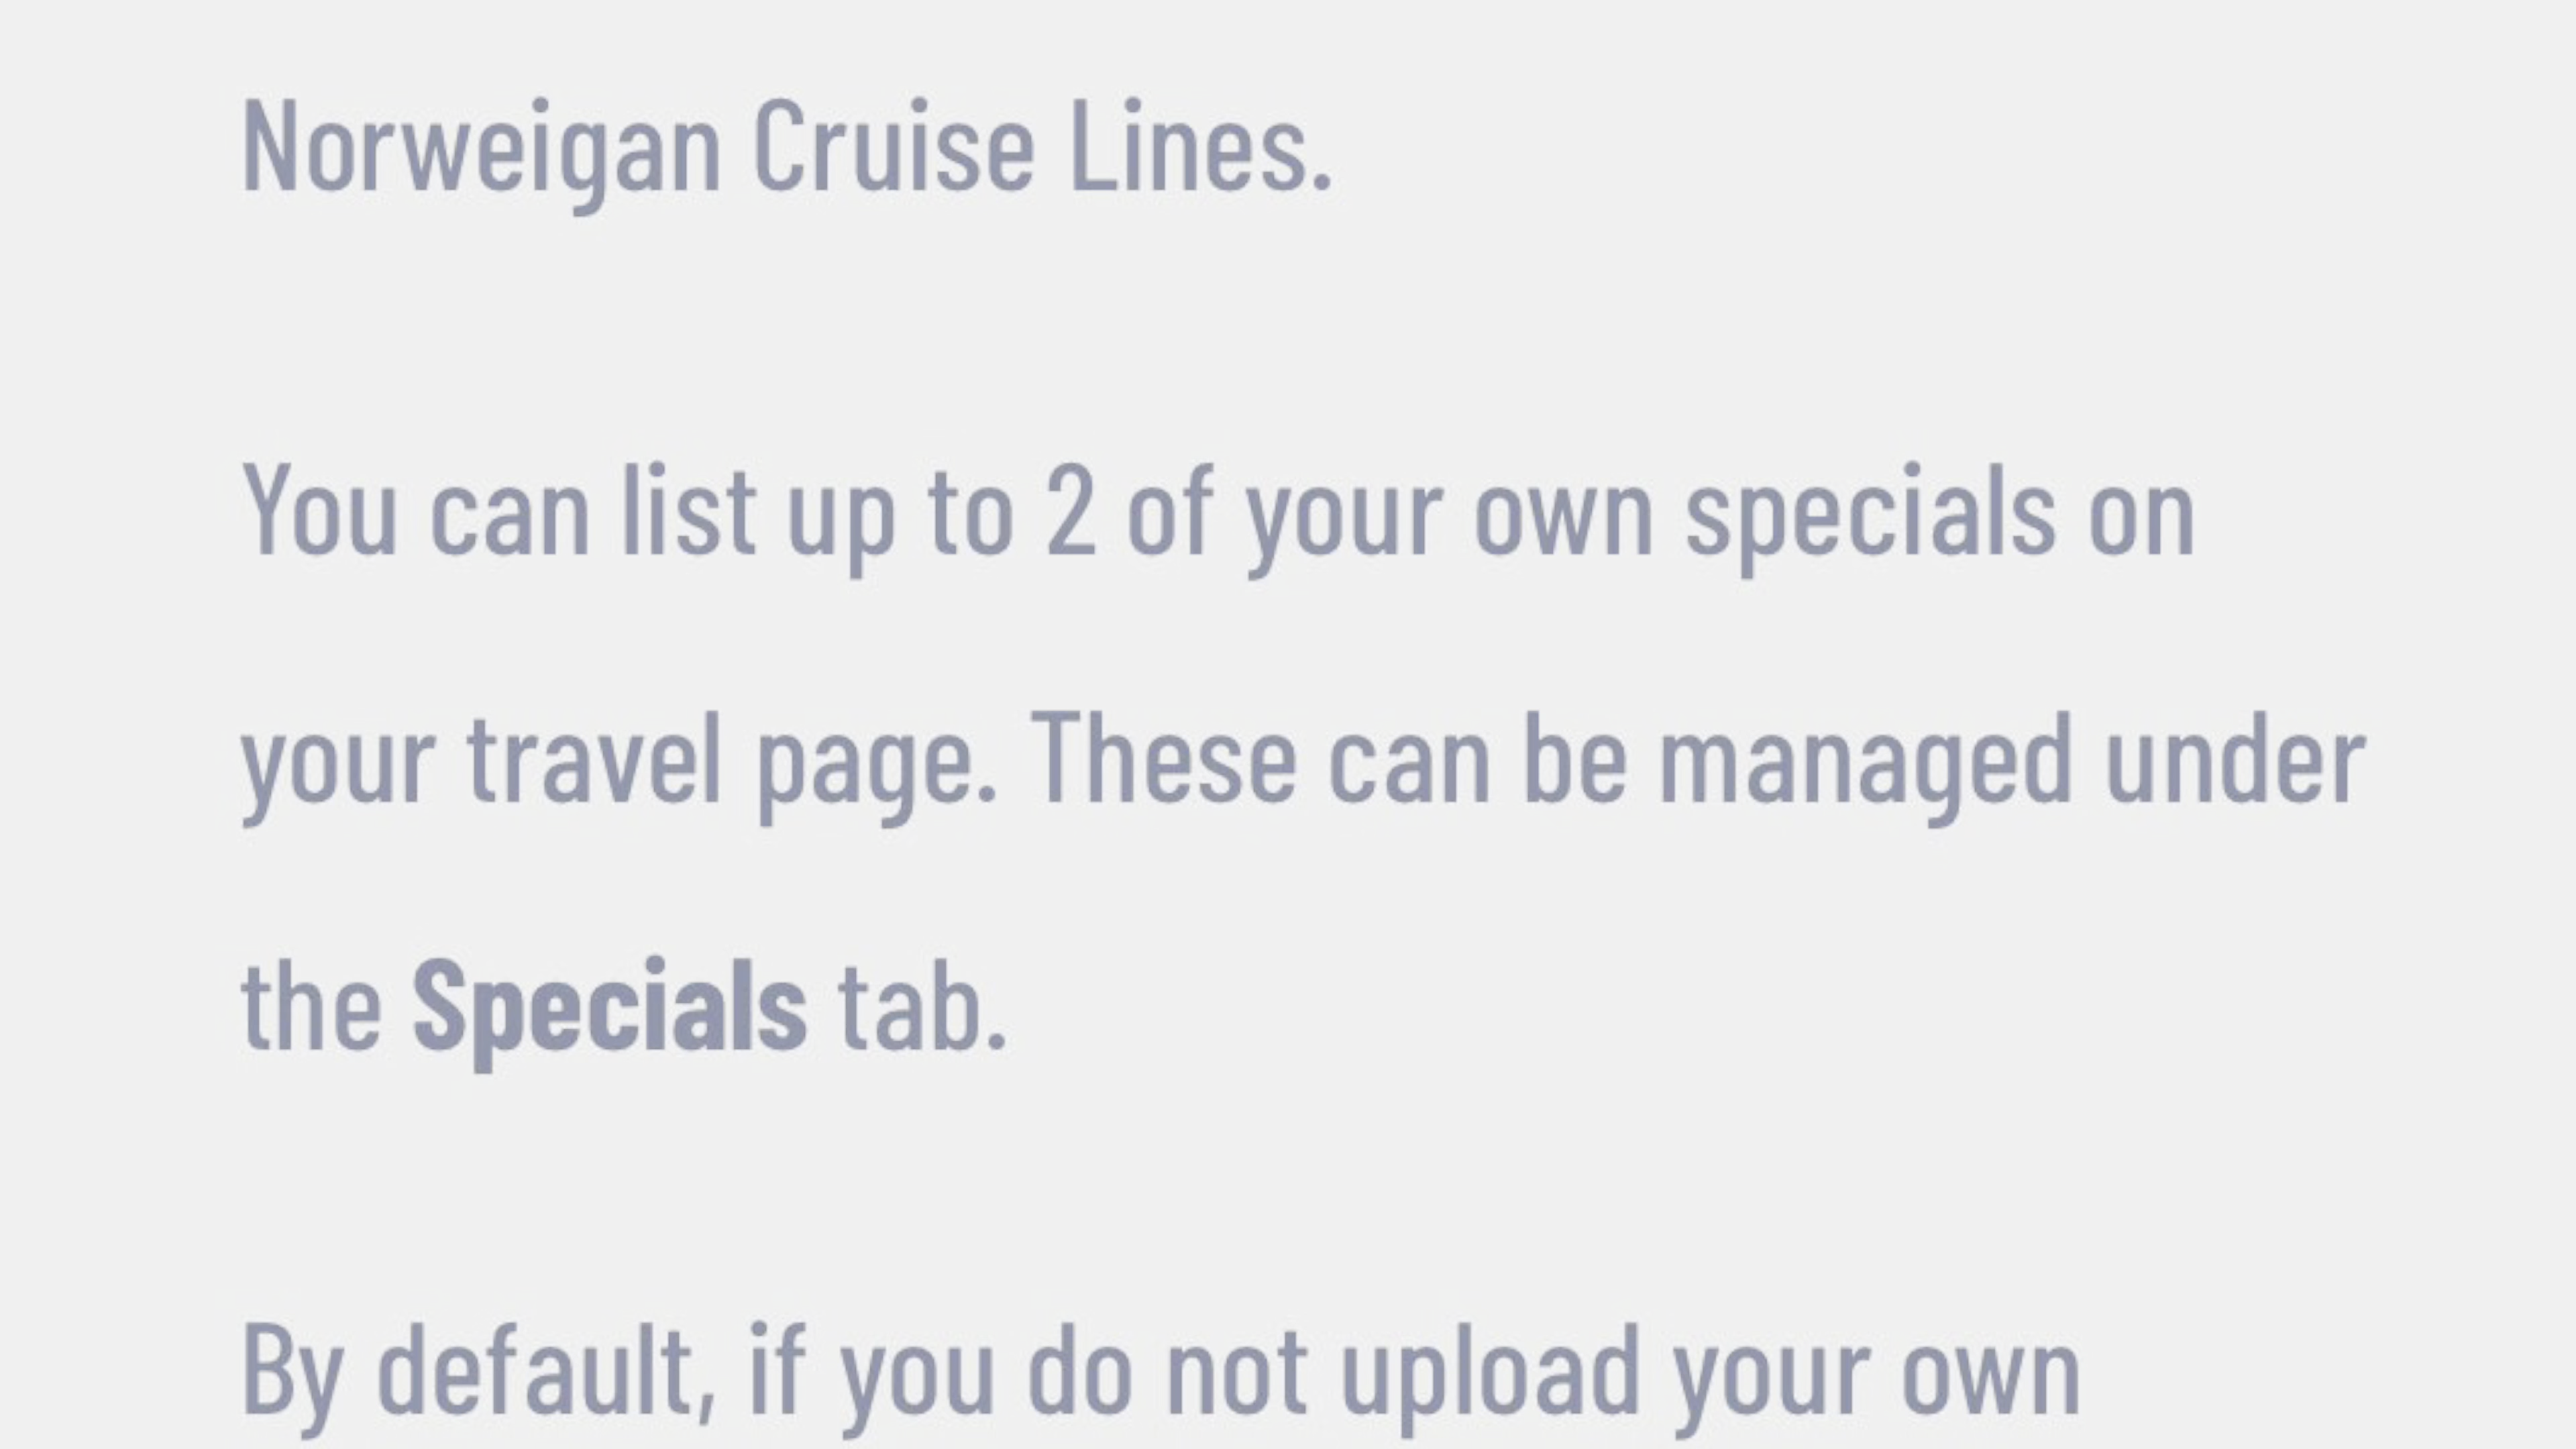 Norweigan Cruise Lines.
You can list up to 2 of your own specials on
your travel page. These can be managed under
the Specials tab.
By default, if you do not upload your own